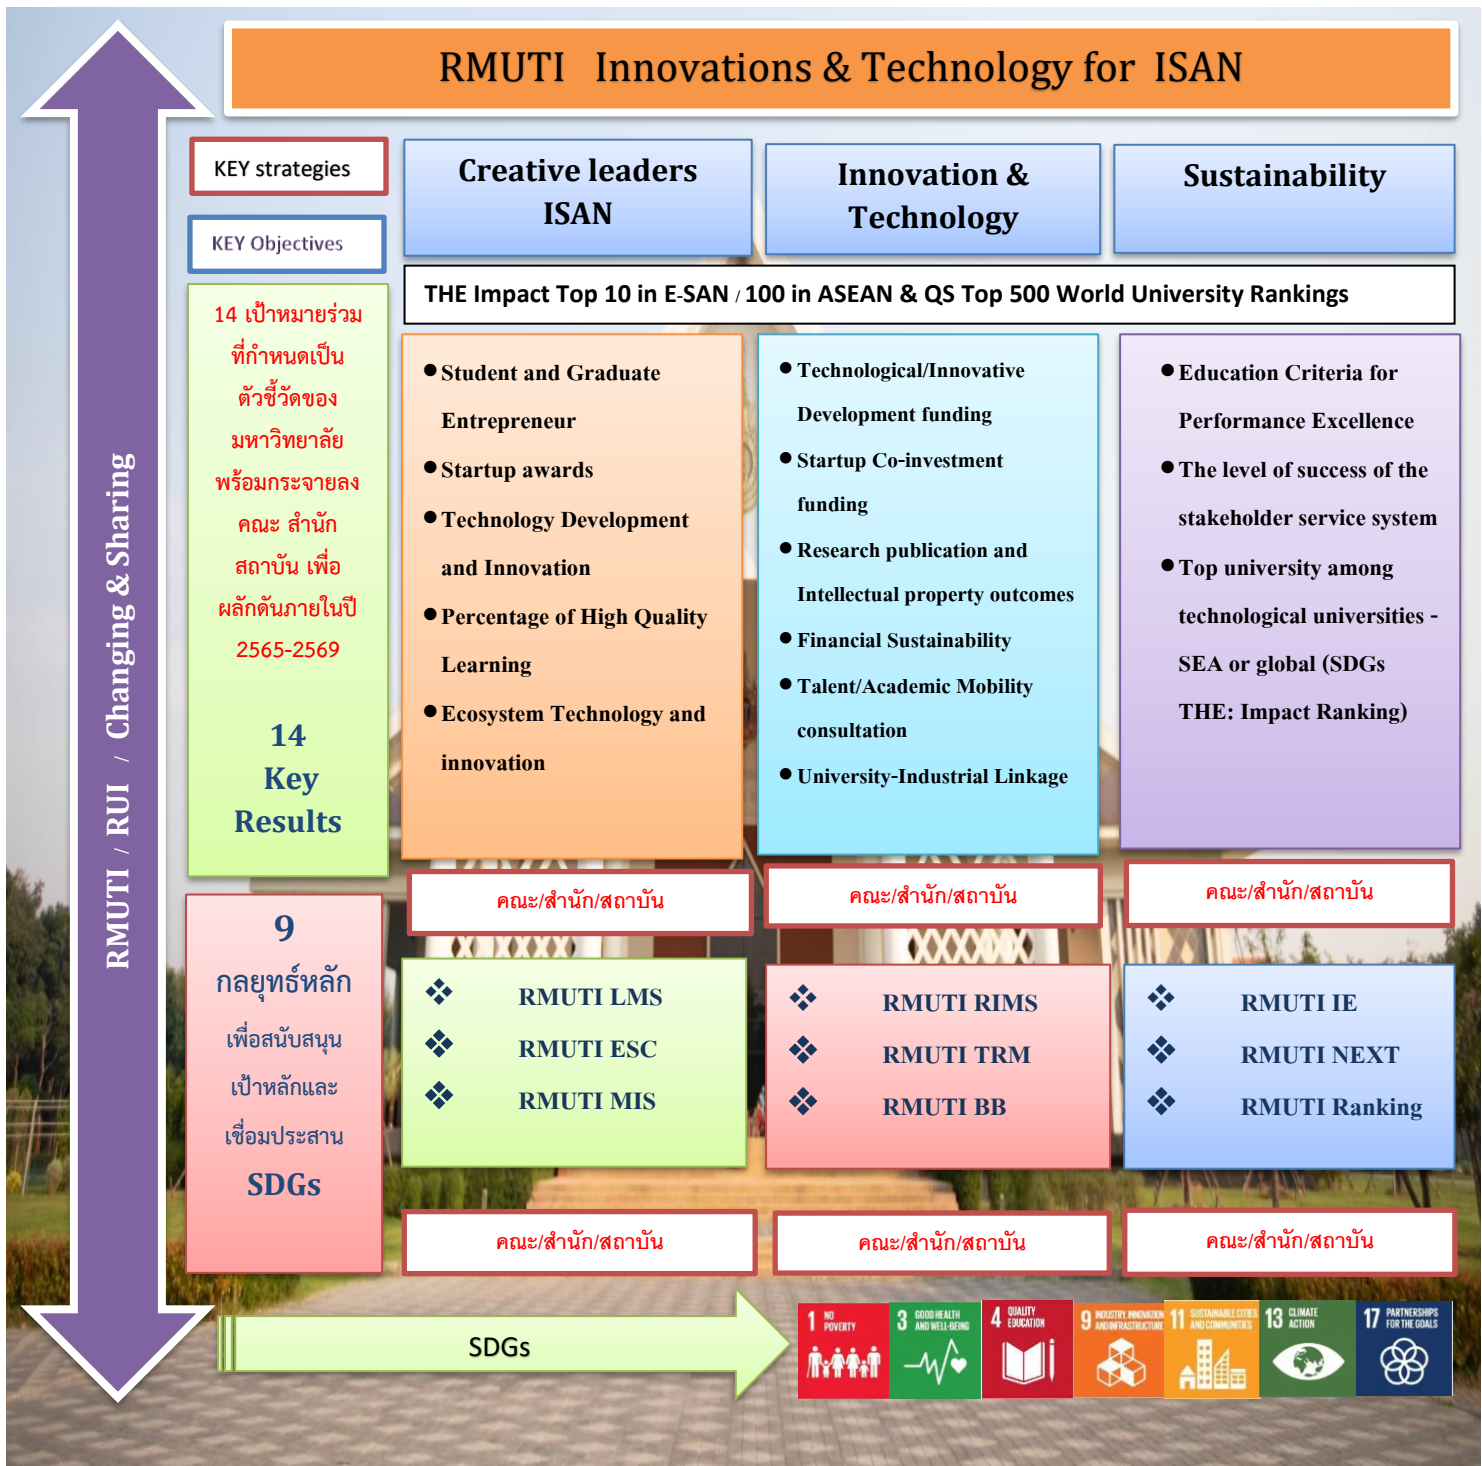 RMUTI Innovations & Technology for ISAN
RMUTI / RUI / Changing & Sharing
KEY strategies
KEY Objectives
Creative leaders
ISAN
Innovation &
Technology
Sustainability
THE Impact Top 10 in E-SAN / 100 in ASEAN & QS Top 500 World University Rankings
14 เป้าหมายร่วม
ที่กำหนดเป็น
ตัวชี้วัดของ
มหาวิทยาลัย
พร้อมกระจายลง
คณะ สำนัก
สถาบัน เพื่อ
ผลักดันภายในปี
2565-2569
14
Key
Results
● Student and Graduate
Entrepreneur
● Startup awards
● Technology Development
and Innovation
● Percentage of High Quality
Learning
● Ecosystem Technology and
innovation
● Technological/Innovative
Development funding
● Startup Co-investment
funding
● Research publication and
Intellectual property outcomes
● Financial Sustainability
● Talent/Academic Mobility
consultation
● University-Industrial Linkage
● Education Criteria for
Performance Excellence
● The level of success of the
stakeholder service system
● Top university among
technological universities -
SEA or global (SDGs
THE: Impact Ranking)
คณะ/สำนัก/สถาบัน
คณะ/สำนัก/สถาบัน
คณะ/สำนัก/สถาบัน
9
กลยุทธ์หลัก
เพื่อสนับสนุน
เป้าหลักและ
เชื่อมประสาน
SDGs
❖ RMUTI LMS
❖ RMUTI ESC
❖ RMUTI MIS
❖ RMUTI RIMS
❖ RMUTI TRM
❖ RMUTI BB
❖ RMUTI IE
❖ RMUTI NEXT
❖ RMUTI Ranking
คณะ/สำนัก/สถาบัน
คณะ/สำนัก/สถาบัน
คณะ/สำนัก/สถาบัน
SDGs
1 NO
POVERTY
3 GOOD HEALTH
AND WELL-BEING
4 QUALITY
EDUCATION
9 INDUSTRY, INNOVATION
AND INFRASTRUCTURE
11 SUSTAINABLE CITIES
AND COMMUNITIES
13 CLIMATE
ACTION
17 PARTNERSHIPS
FOR THE GOALS